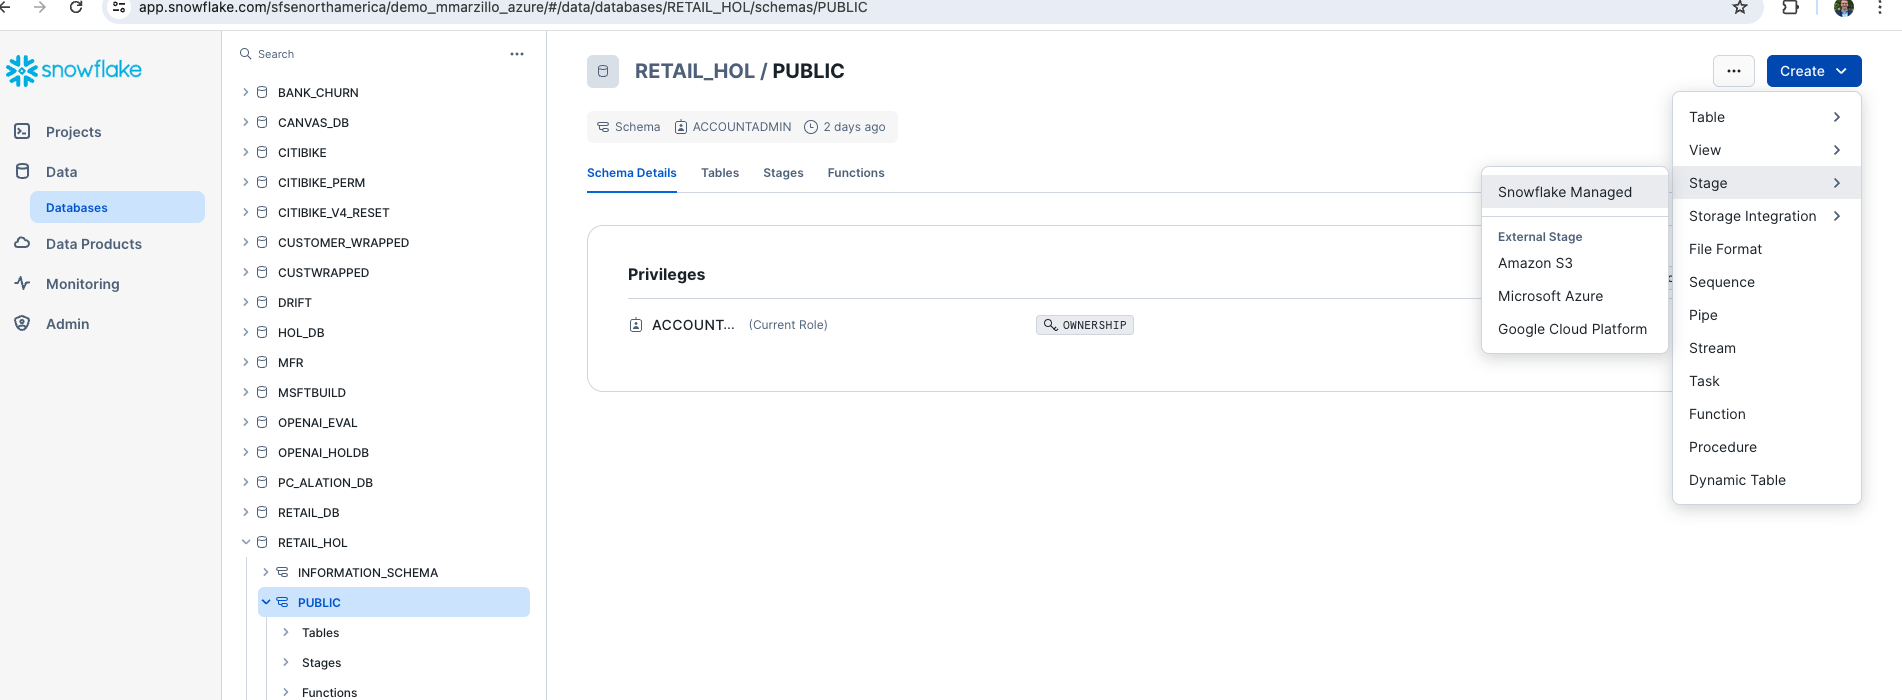 app.snowflake.com/sfsenorthamerica/demo_mmarzillo_azure/#/data/databases/RETAIL_HOL/schemas/PUBLIC
snowflake
Projects
Data
Databases
Data Products
Monitoring
Admin
Search
BANK_CHURN
CANVAS_DB
CITIBIKE
CITIBIKE_PERM
CITIBIKE_V4_RESET
CUSTOMER_WRAPPED
CUSTWRAPPED
DRIFT
HOL_DB
MFR
MSFTBUILD
OPENAI_EVAL
OPENAI_HOLDB
PC_ALATION_DB
RETAIL_DB
RETAIL_HOL
INFORMATION_SCHEMA
PUBLIC
Tables
Stages
Functions
RETAIL_HOL / PUBLIC
... Create
Schema ACCOUNTADMIN 2 days ago
Schema Details Tables Stages Functions
Privileges
ACCOUNT... (Current Role) OWNERSHIP
Table
View
Stage
Storage Integration
File Format
Sequence
Pipe
Stream
Task
Function
Procedure
Dynamic Table
Snowflake Managed
External Stage
Amazon S3
Microsoft Azure
Google Cloud Platform